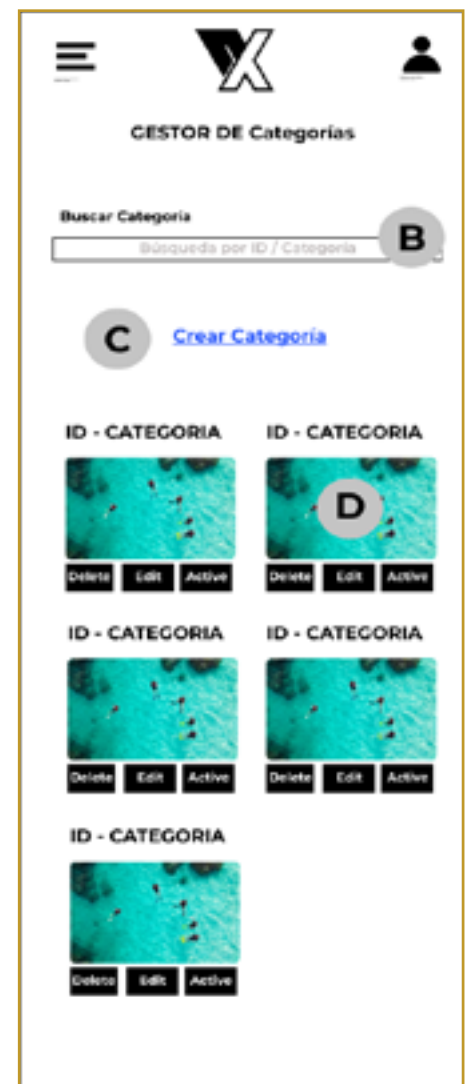 GESTOR DE Categorías
Buscar Categoria
Búsqueda por ID / Categoría
B
C
Crear Categoría
ID - CATEGORIA ID - CATEGORIA
D
Delete Edit Active Delete Edit Active
ID - CATEGORIA ID - CATEGORIA
Delete Edit Active Delete Edit Active
ID - CATEGORIA
Delete Edit Active